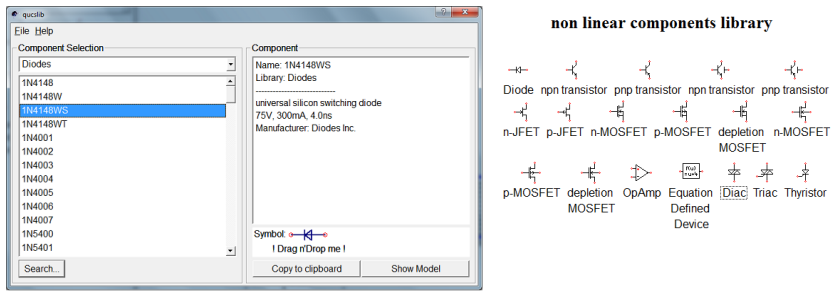 qucslib
File Help
Component Selection
Diodes
1N4148
1N4148W
1N4148WS
1N4148WT
1N4001
1N4002
1N4003
1N4004
1N4005
1N4006
1N4007
1N5400
1N5401
Search...
Component
Name: 1N4148WS
Library: Diodes
----------------------------
universal silicon switching diode
75V, 300mA, 4.0ns
Manufacturer: Diodes Inc.
Symbol:
! Drag n'Drop me !
Copy to clipboard
Show Model
non linear components library
Diode npn transistor pnp transistor npn transistor pnp transistor
n-JFET p-JFET n-MOSFET p-MOSFET depletion MOSFET n-MOSFET
p-MOSFET depletion MOSFET OpAmp Equation Defined Device Diac Triac Thyristor